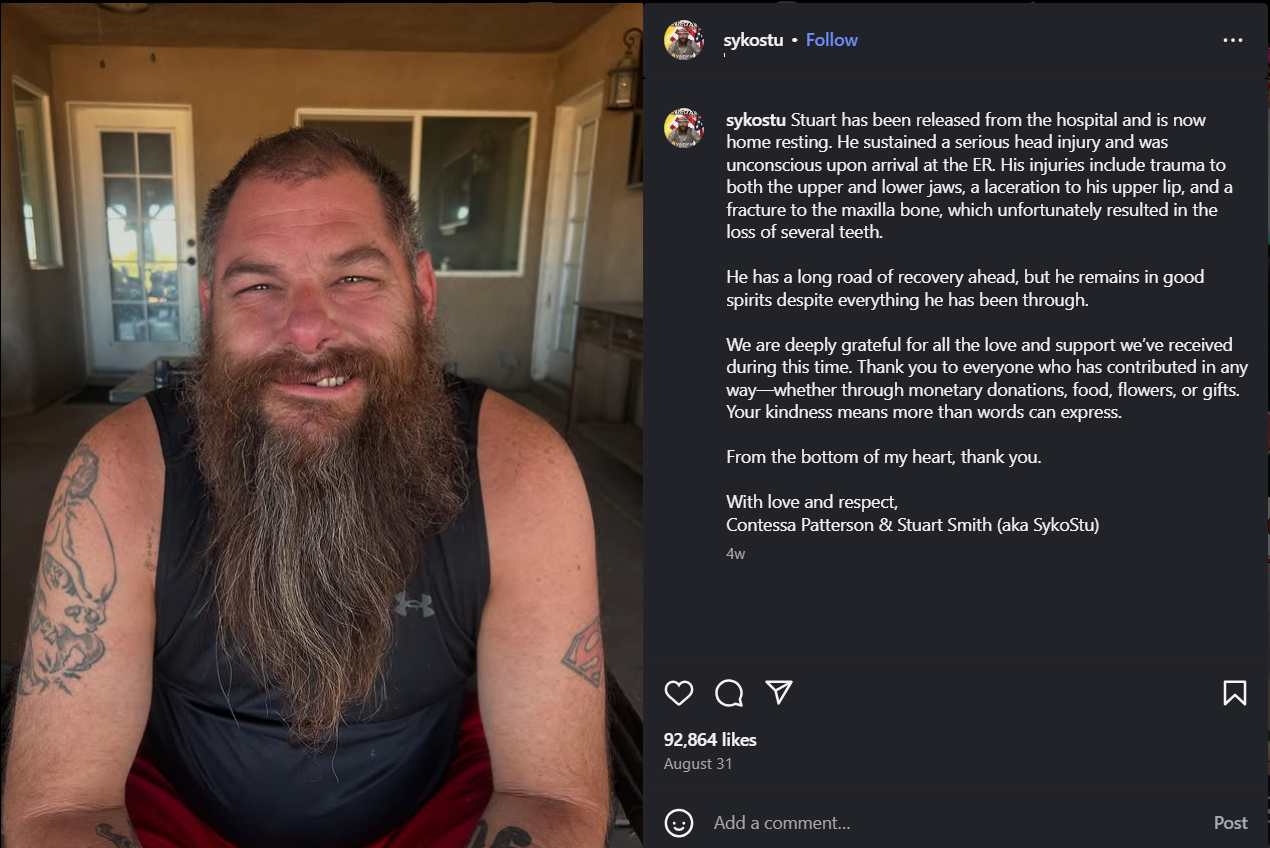 sykostu • Follow
sykostu Stuart has been released from the hospital and is now
home resting. He sustained a serious head injury and was
unconscious upon arrival at the ER. His injuries include trauma to
both the upper and lower jaws, a laceration to his upper lip, and a
fracture to the maxilla bone, which unfortunately resulted in the
loss of several teeth.
He has a long road of recovery ahead, but he remains in good
spirits despite everything he has been through.
We are deeply grateful for all the love and support we’ve received
during this time. Thank you to everyone who has contributed in any
way—whether through monetary donations, food, flowers, or gifts.
Your kindness means more than words can express.
From the bottom of my heart, thank you.
With love and respect,
Contessa Patterson & Stuart Smith (aka SykoStu)
4w
92,864 likes
August 31
Add a comment...
Post